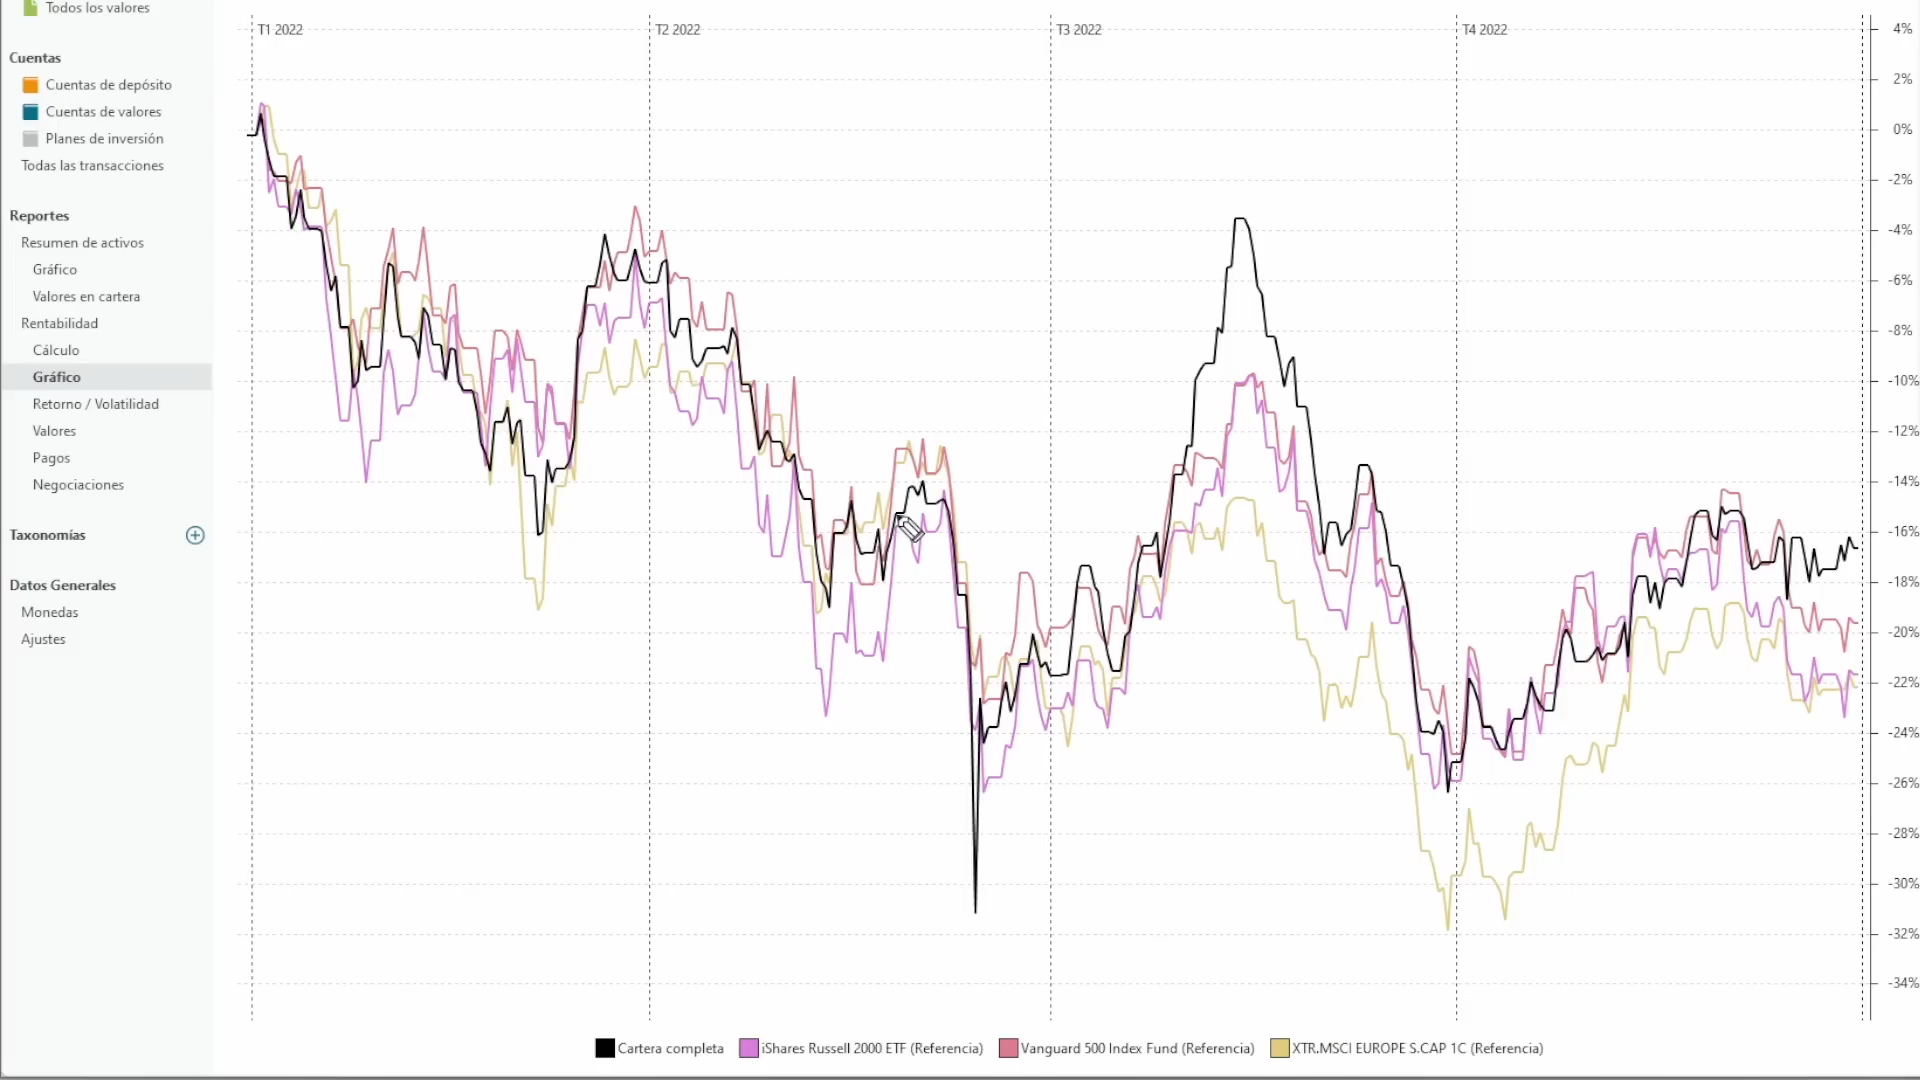 Todos los valores
Cuentas
Cuentas de depósito
Cuentas de valores
Planes de inversión
Todas las transacciones
Reportes
Resumen de activos
Gráfico
Valores en cartera
Rentabilidad
Cálculo
Gráfico
Retorno / Volatilidad
Valores
Pagos
Negociaciones
Taxonomías
Datos Generales
Monedas
Ajustes
T1 2022
T2 2022
T3 2022
T4 2022
4%
2%
0%
-2%
-4%
-6%
-8%
-10%
-12%
-14%
-16%
-18%
-20%
-22%
-24%
-26%
-28%
-30%
-32%
-34%
Cartera completa
iShares Russell 2000 ETF (Referencia)
Vanguard 500 Index Fund (Referencia)
XTR.MSCI EUROPE S.CAP 1C (Referencia)